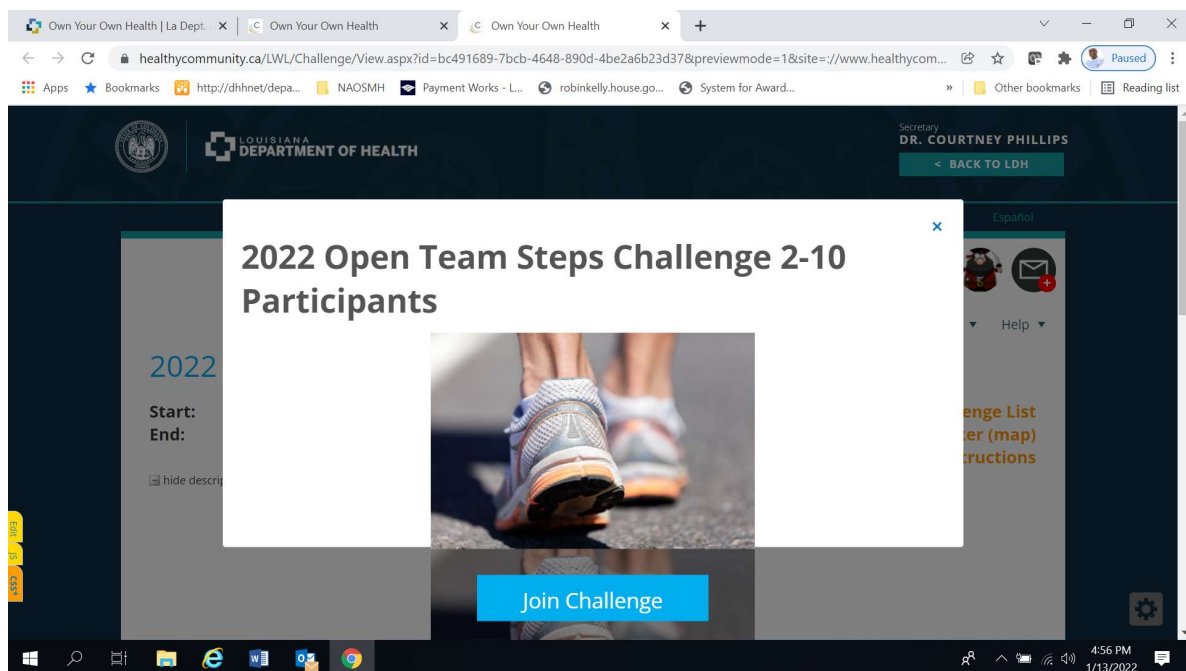 Own Your Own Health | La Dept.
Own Your Own Health
Own Your Own Health
healthycommunity.ca/LWL/Challenge/View.aspx?id=bc491689-7bcb-4648-890d-4be2a6b23d37&previewmode=1&site=://www.healthycom...
Paused
Apps
Bookmarks
http://dhhnet/depa...
NAOSMH
Payment Works - L...
robinkelly.house.go...
System for Award...
»
Other bookmarks
Reading list
LOUISIANA
DEPARTMENT OF HEALTH
Secretary
DR. COURTNEY PHILLIPS
< BACK TO LDH
Español
2022 Open Team Steps Challenge 2-10
Participants
Help
2022
Start:
End:
enge List
er (map)
tructions
hide descrip
Edit
JS
CSS*
Join Challenge
4:56 PM
1/13/2022